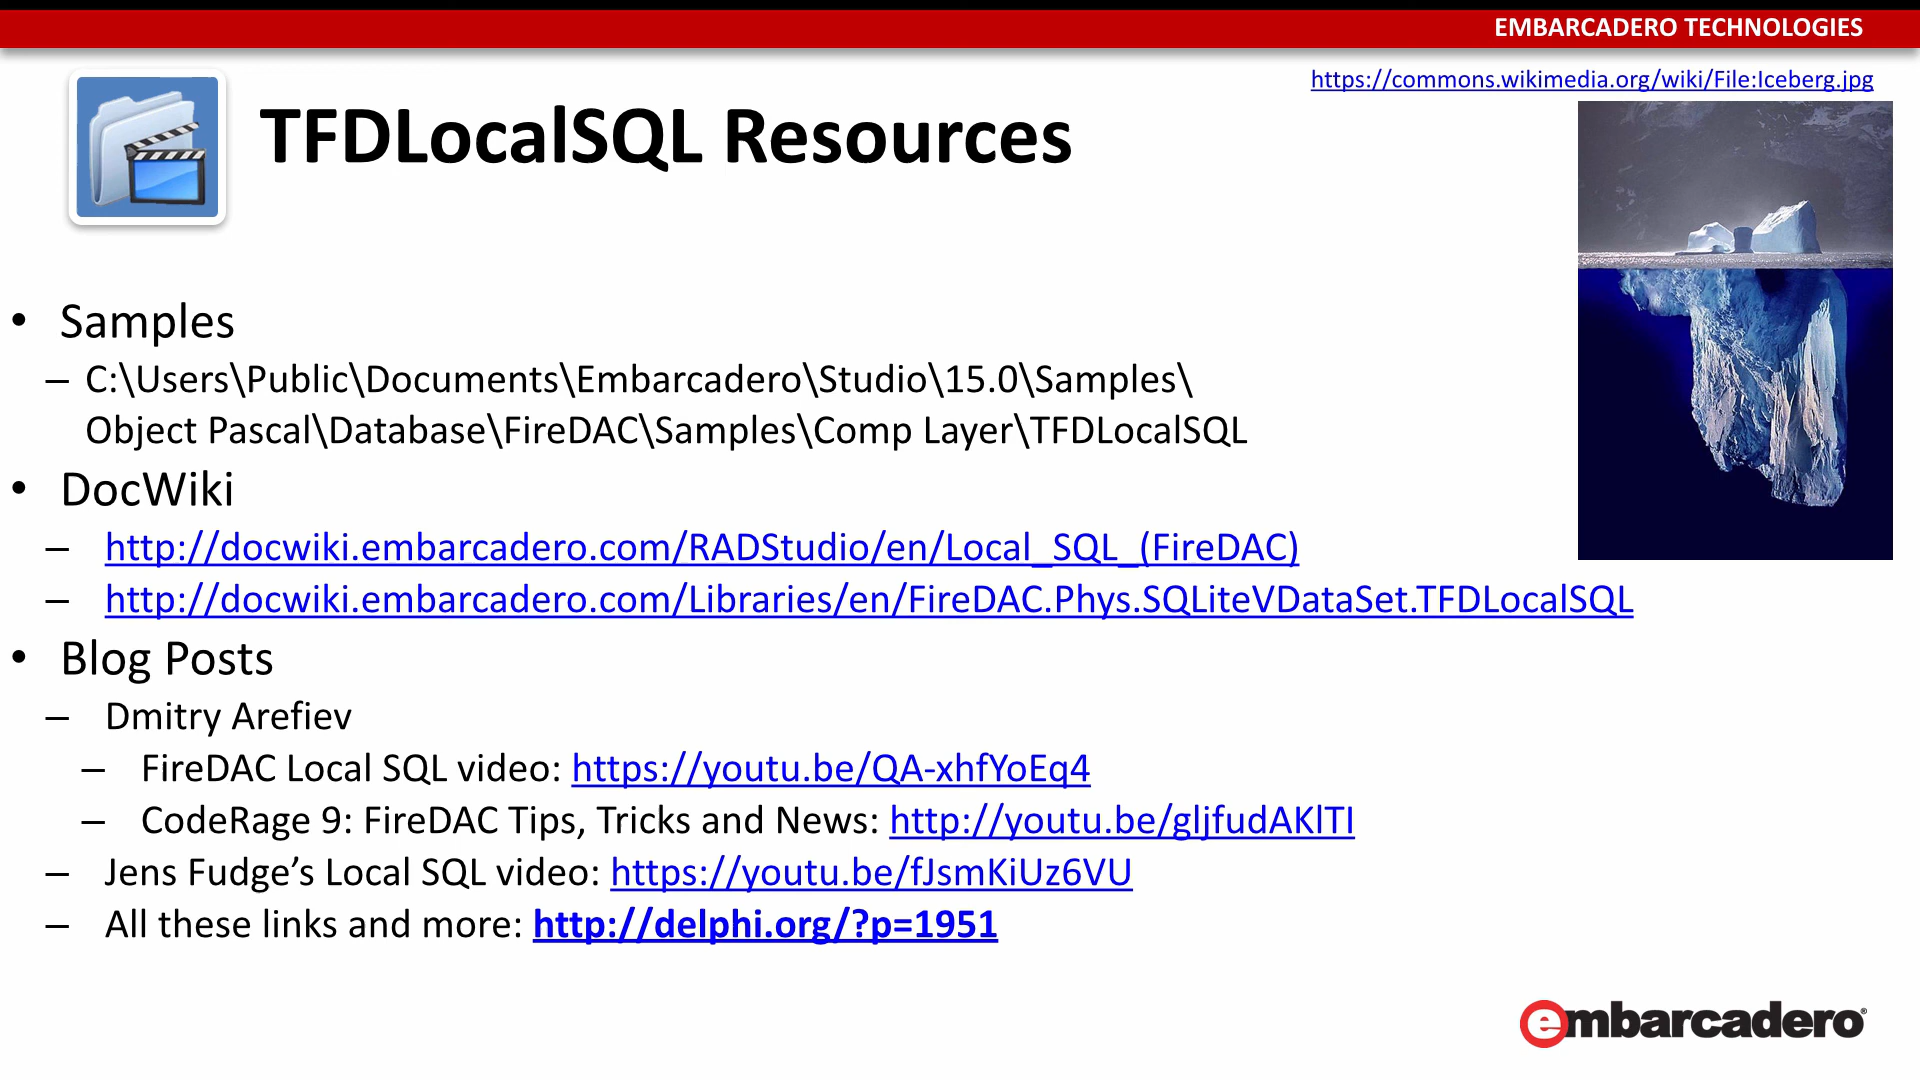 EMBARCADERO TECHNOLOGIES
https://commons.wikimedia.org/wiki/File:Iceberg.jpg
TFDLocalSQL Resources
• Samples
– C:\Users\Public\Documents\Embarcadero\Studio\15.0\Samples\
Object Pascal\Database\FireDAC\Samples\Comp Layer\TFDLocalSQL
• DocWiki
– http://docwiki.embarcadero.com/RADStudio/en/Local_SQL_(FireDAC)
– http://docwiki.embarcadero.com/Libraries/en/FireDAC.Phys.SQLiteVDataSet.TFDLocalSQL
• Blog Posts
– Dmitry Arefiev
– FireDAC Local SQL video: https://youtu.be/QA-xhfYoEq4
– CodeRage 9: FireDAC Tips, Tricks and News: http://youtu.be/gljfudAKlTI
– Jens Fudge’s Local SQL video: https://youtu.be/fJsmKiUz6VU
– All these links and more: http://delphi.org/?p=1951
embarcadero®